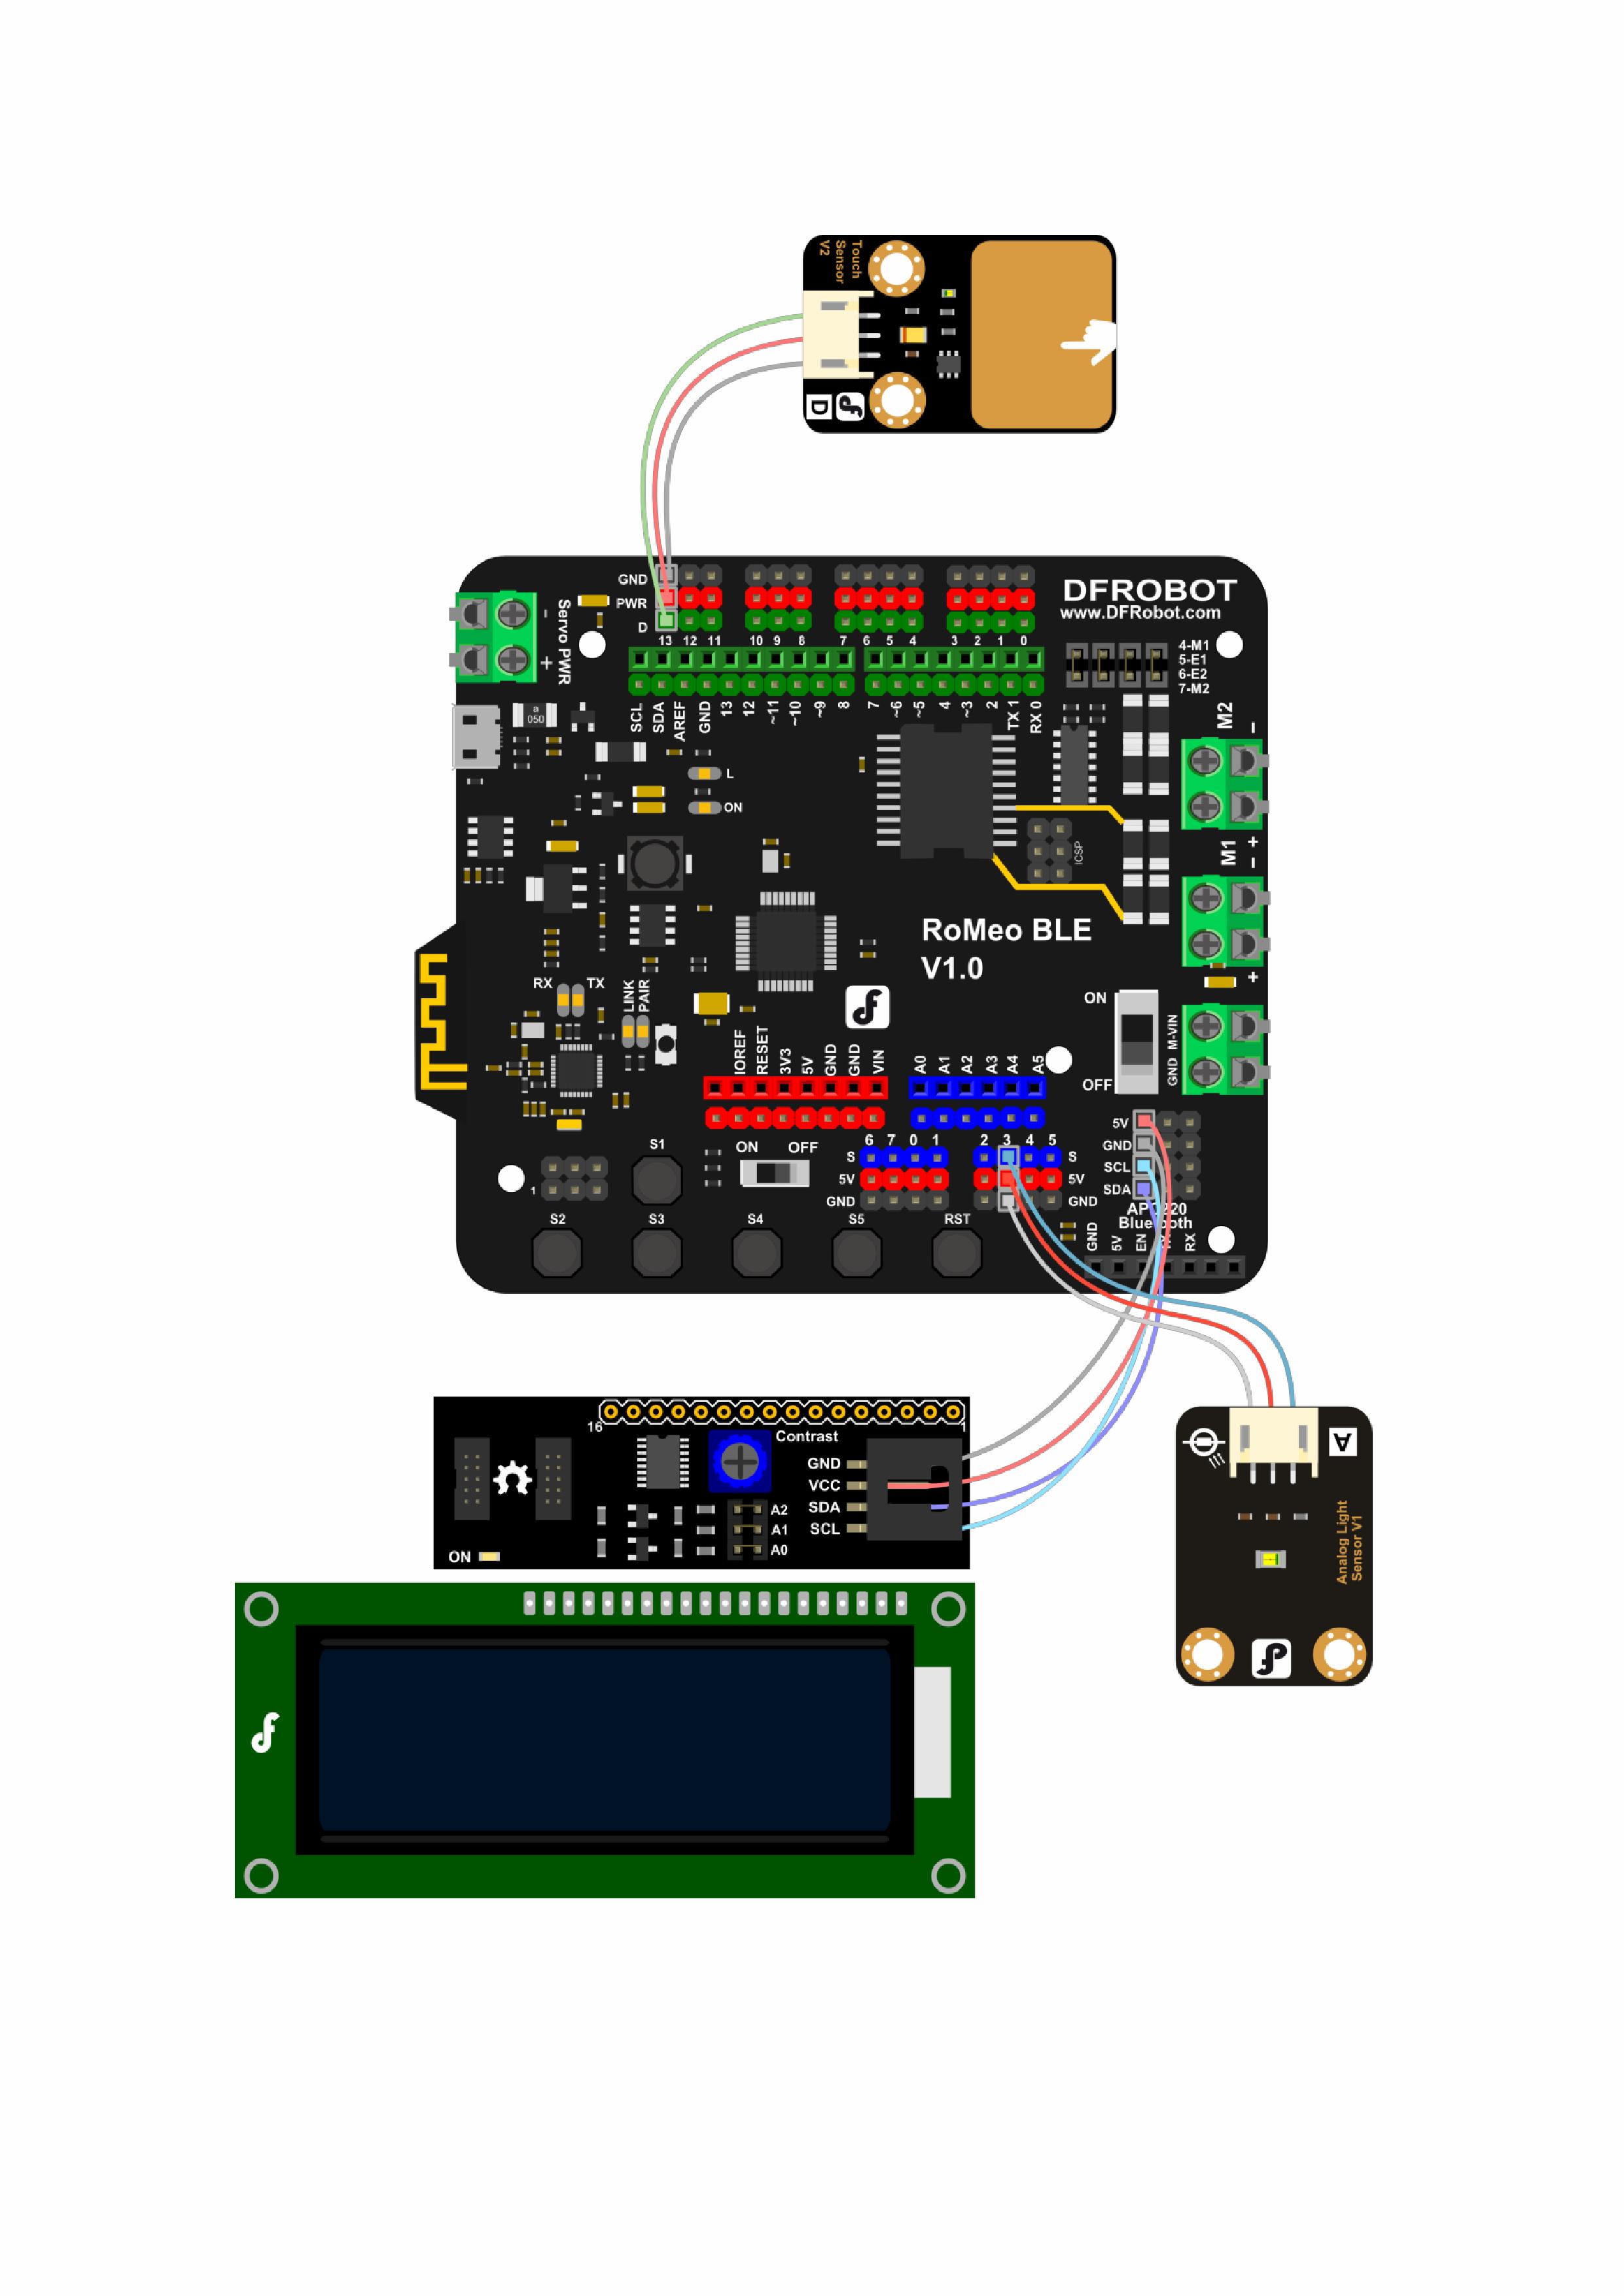 Touch
Sensor
V2
D
GND
PWR
D
13 12 11 10 9 8 7 6 5 4 3 2 1 0
DFROBOT
www.DFRobot.com
4-M1
5-E1
6-E2
7-M2
Servo PWR
-
+
SCL SDA AREF GND 13 12 ~11 ~10 ~9 8 7 ~6 ~5 4 ~3 2 TX 1 RX 0
a
050
L
ON
M2
-
+
M1
-
+
ICSP
RoMeo BLE
V1.0
RX TX
LINK
PAIR
ON
OFF
M-VIN
GND
IOREF RESET 3V3 5V GND GND VIN
A0 A1 A2 A3 A4 A5
S1
ON OFF
6 7 0 1 2 3 4 5
S S
5V 5V
GND GND
5V
GND
SCL
SDA
1
S2 S3 S4 S5 RST
Bluetooth
GND 5V EN RX
16 1
Contrast
GND
VCC
SDA
SCL
A2
A1
A0
ON
A
Analog Light
Sensor V1